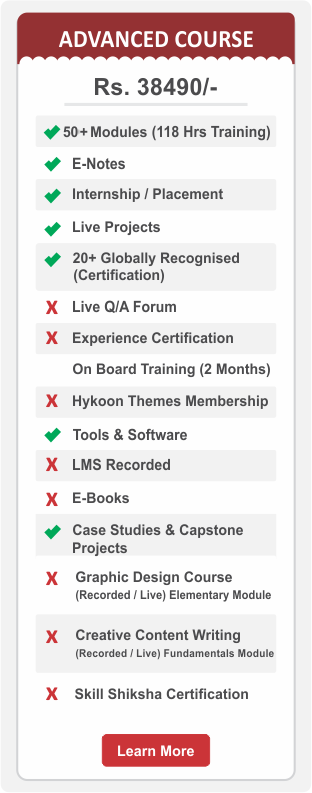 ADVANCED COURSE
Rs. 38490/-
50+ Modules (118 Hrs Training)
E-Notes
Internship / Placement
Live Projects
20+ Globally Recognised
(Certification)
X Live Q/A Forum
X Experience Certification
On Board Training (2 Months)
X Hykoon Themes Membership
Tools & Software
X LMS Recorded
X E-Books
Case Studies & Capstone
Projects
X Graphic Design Course
(Recorded / Live) Elementary Module
X Creative Content Writing
(Recorded / Live) Fundamentals Module
X Skill Shiksha Certification
Learn More